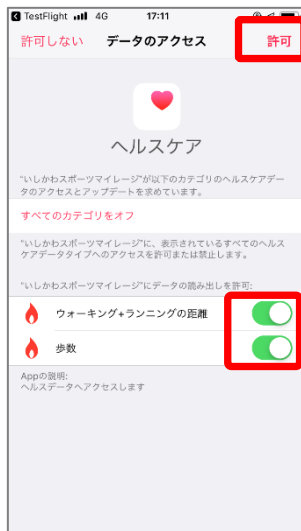 TestFlight 4G 17:11
許可しない データのアクセス 許可
ヘルスケア
"いしかわスポーツマイレージ"が以下のカテゴリのヘルスケアデー
タのアクセスとアップデートを求めています。
すべてのカテゴリをオフ
"いしかわスポーツマイレージ"に、表示されているすべてのヘルス
ケアデータタイプへのアクセスを許可または禁止します。
"いしかわスポーツマイレージ"にデータの読み出しを許可:
ウォーキング+ランニングの距離
歩数
Appの説明:
ヘルスデータへアクセスします